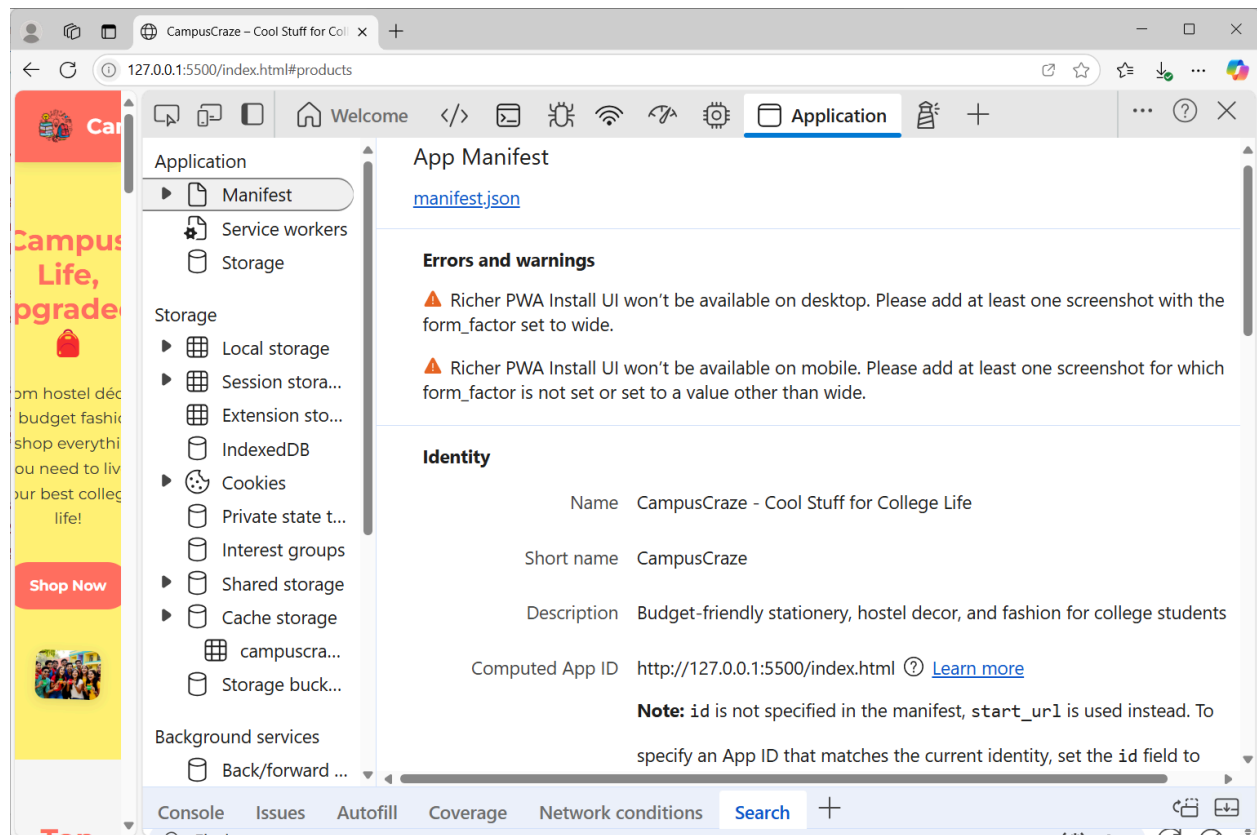 CampusCraze – Cool Stuff for Coll
127.0.0.1:5500/index.html#products
Car
Campus
Life,
pgrade
om hostel déc
budget fashi
shop everythi
ou need to liv
our best colleg
life!
Shop Now
Welcome
Application
Application
Manifest
Service workers
Storage
Storage
Local storage
Session stora...
Extension sto...
IndexedDB
Cookies
Private state t...
Interest groups
Shared storage
Cache storage
campuscra...
Storage buck...
Background services
Back/forward ...
App Manifest
manifest.json
Errors and warnings
Richer PWA Install UI won't be available on desktop. Please add at least one screenshot with the
form_factor set to wide.
Richer PWA Install UI won't be available on mobile. Please add at least one screenshot for which
form_factor is not set or set to a value other than wide.
Identity
Name CampusCraze - Cool Stuff for College Life
Short name CampusCraze
Description Budget-friendly stationery, hostel decor, and fashion for college students
Computed App ID http://127.0.0.1:5500/index.html Learn more
Note: id is not specified in the manifest, start_url is used instead. To
specify an App ID that matches the current identity, set the id field to
Console Issues Autofill Coverage Network conditions Search